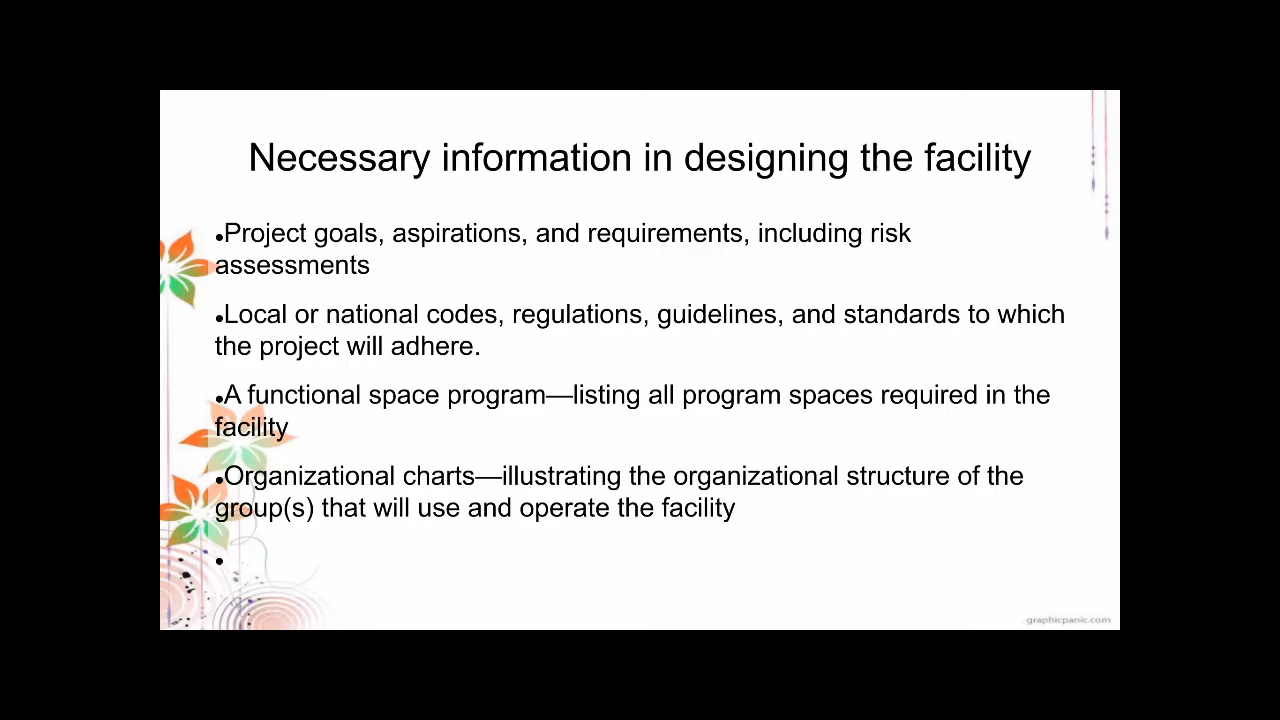 Necessary information in designing the facility
•Project goals, aspirations, and requirements, including risk
assessments
•Local or national codes, regulations, guidelines, and standards to which
the project will adhere.
•A functional space program—listing all program spaces required in the
facility
•Organizational charts—illustrating the organizational structure of the
group(s) that will use and operate the facility
•
graphicpanic.com